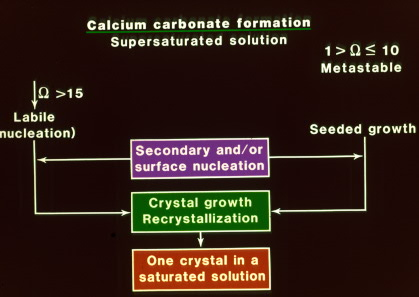 Calcium carbonate formation
Supersaturated solution
1 > Ω ≤ 10
Metastable
Ω >15
Labile
nucleation)
Seeded growth
Secondary and/or
surface nucleation
Crystal growth
Recrystallization
One crystal in a
saturated solution